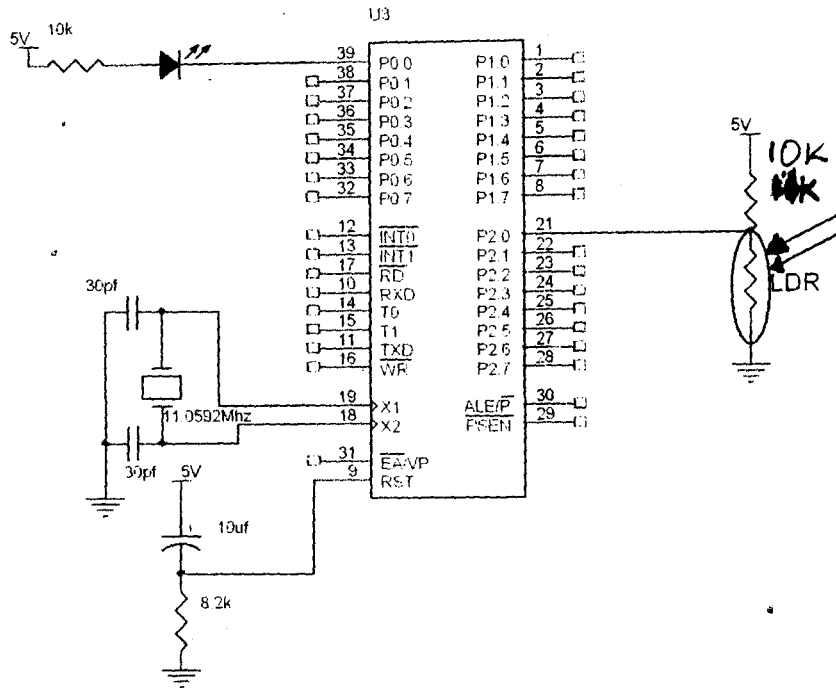 U3
5V
10k
39
P0.0
38
P0.1
37
P0.2
36
P0.3
35
P0.4
34
P0.5
33
P0.6
32
P0.7
12
INT0
13
INT1
17
RD
10
RXD
14
T0
15
T1
11
TXD
16
WR
19
X1
18
X2
31
EA/VP
9
RST
1
P1.0
2
P1.1
3
P1.2
4
P1.3
5
P1.4
6
P1.5
7
P1.6
8
P1.7
21
P2.0
22
P2.1
23
P2.2
24
P2.3
25
P2.4
26
P2.5
27
P2.6
28
P2.7
30
ALE/P
29
PSEN
5V
10K
LDR
30pf
11.0592Mhz
30pf
5V
10uf
8.2k